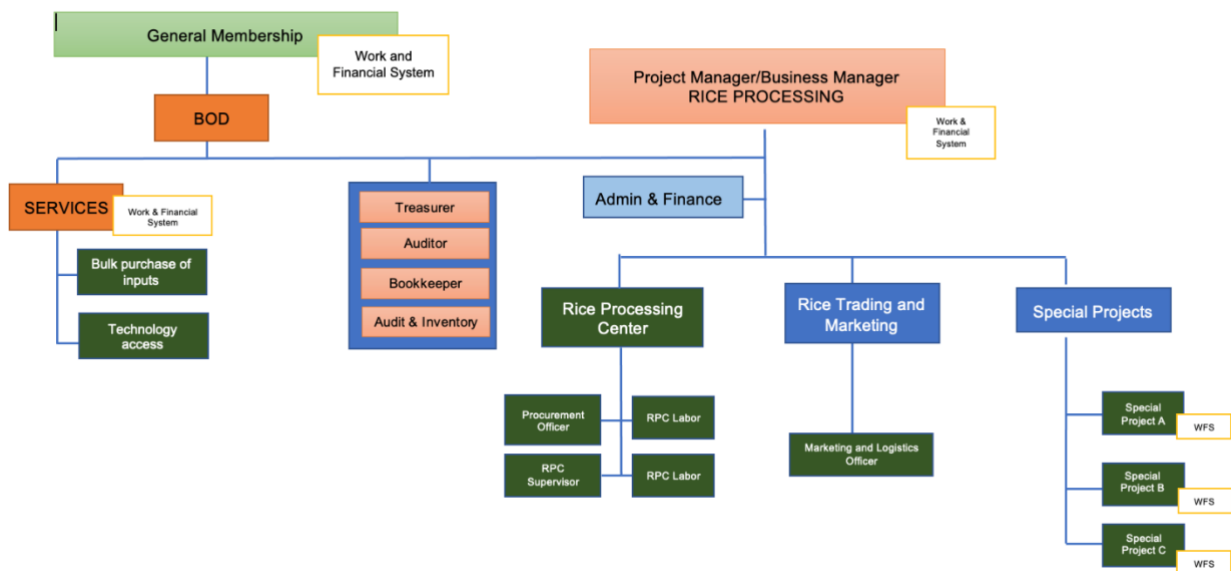 General Membership
Work and
Financial System
Project Manager/Business Manager
RICE PROCESSING
Work &
Financial
System
BOD
SERVICES
Work & Financial
System
Treasurer
Auditor
Bookkeeper
Audit & Inventory
Admin & Finance
Bulk purchase of
inputs
Technology
access
Rice Processing
Center
Rice Trading and
Marketing
Special Projects
Procurement
Officer
RPC Labor
RPC
Supervisor
RPC Labor
Marketing and Logistics
Officer
Special
Project A
WFS
Special
Project B
WFS
Special
Project C
WFS